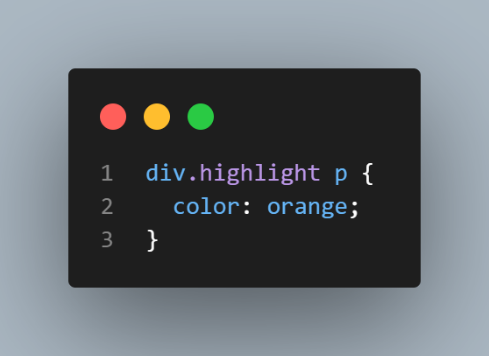 1 div.highlight p {
2   color: orange;
3 }